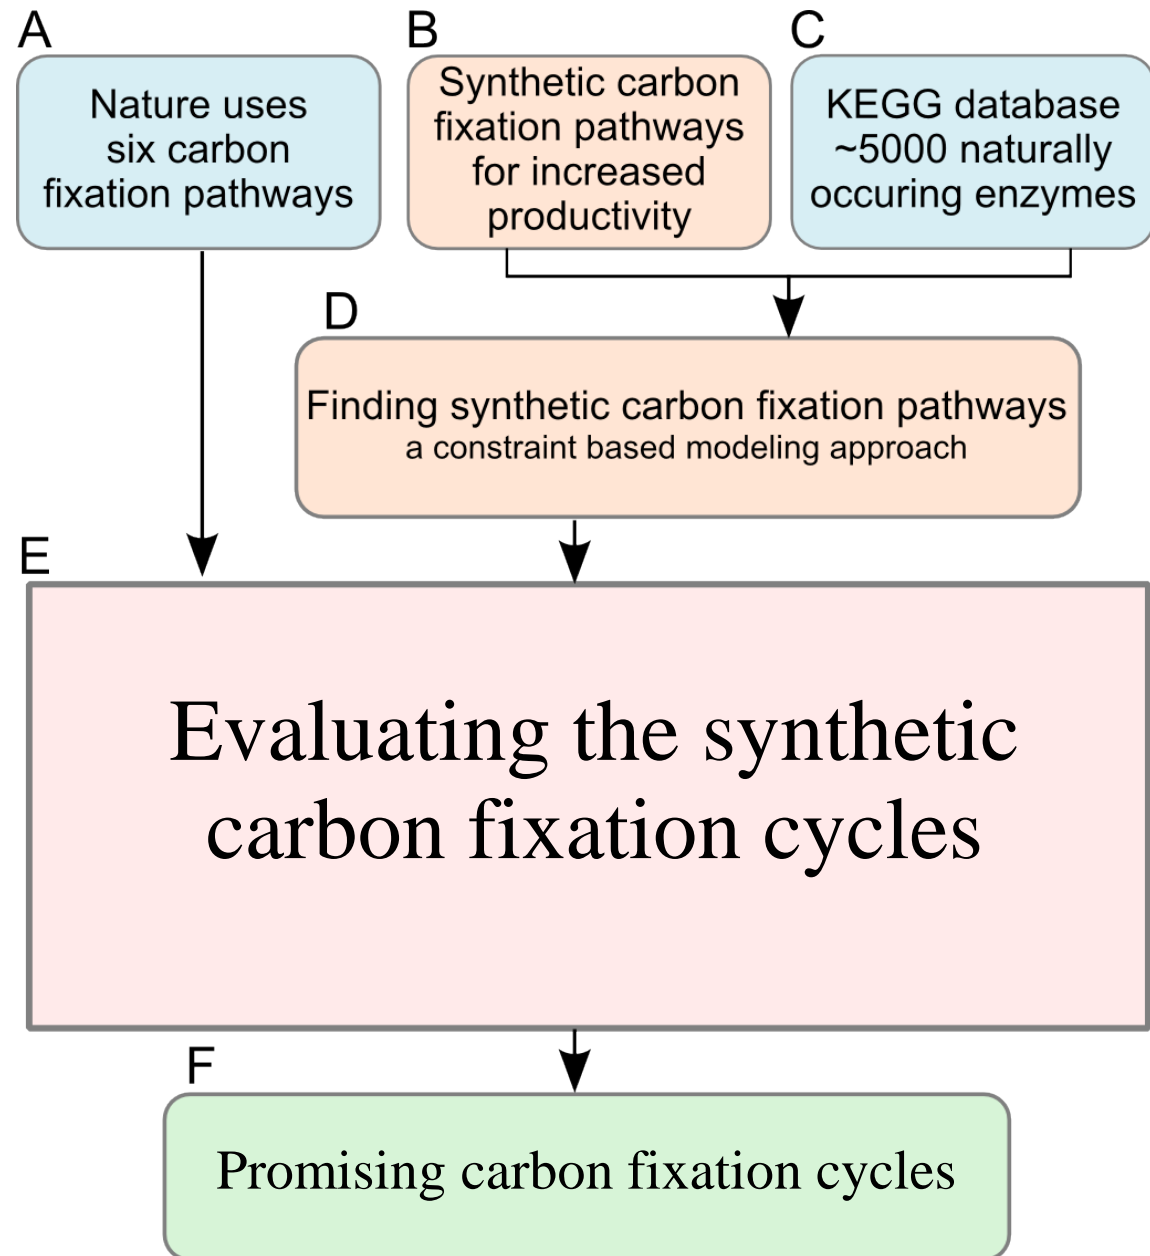 A
Nature uses
six carbon
fixation pathways
B
Synthetic carbon
fixation pathways
for increased
productivity
C
KEGG database
~5000 naturally
occuring enzymes
D
Finding synthetic carbon fixation pathways
a constraint based modeling approach
E
Evaluating the synthetic
carbon fixation cycles
F
Promising carbon fixation cycles